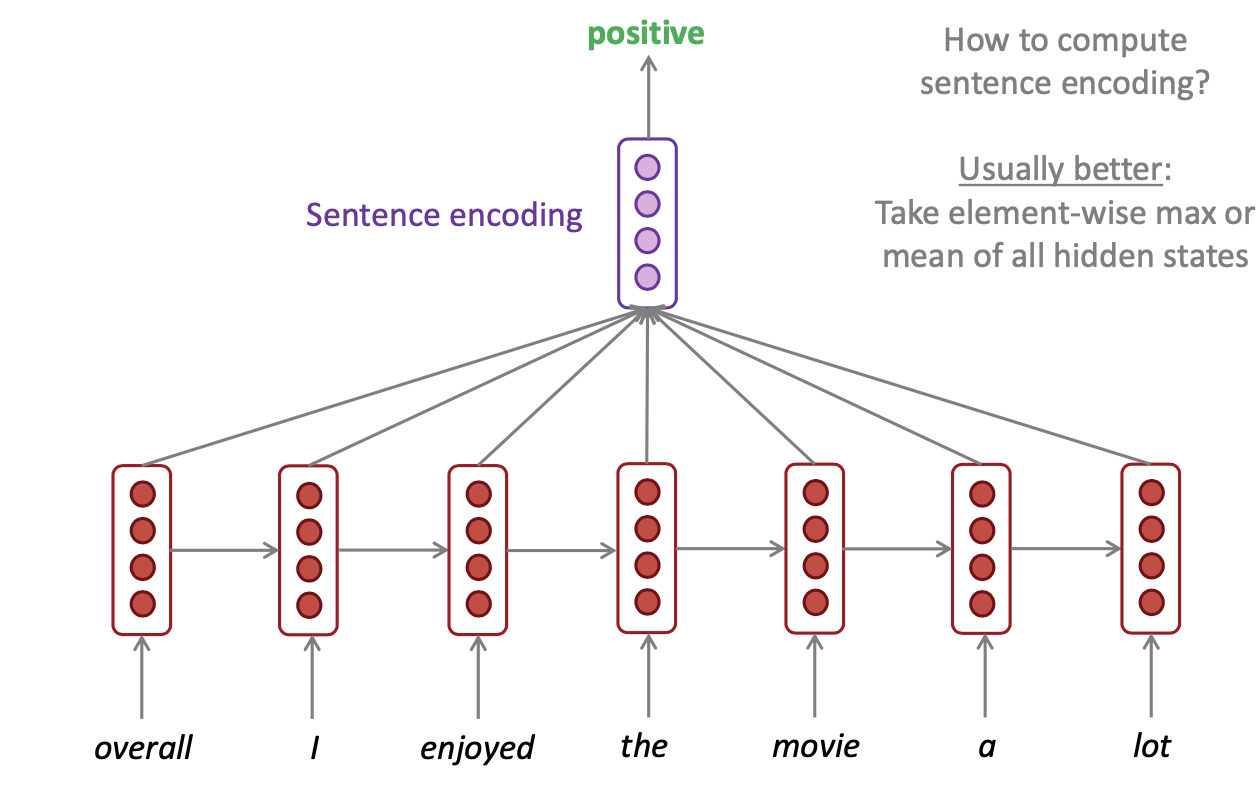 positive
How to compute
sentence encoding?
Usually better:
Take element-wise max or
mean of all hidden states
Sentence encoding
overall I enjoyed the movie a lot